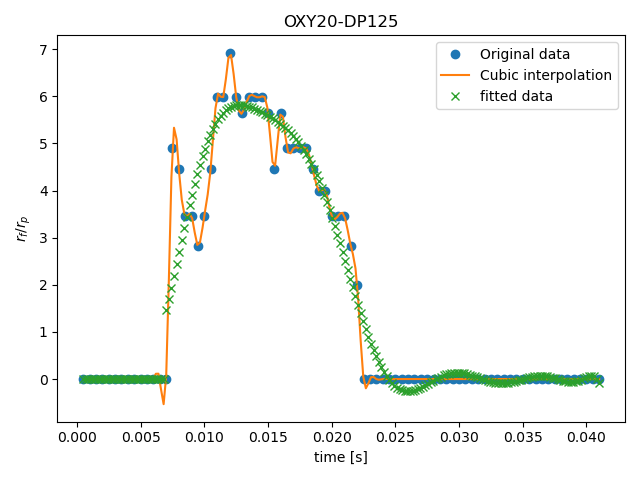 OXY20-DP125
Original data
Cubic interpolation
fitted data
7
6
5
4
3
2
1
0
r_f/r_p
0.000 0.005 0.010 0.015 0.020 0.025 0.030 0.035 0.040
time [s]